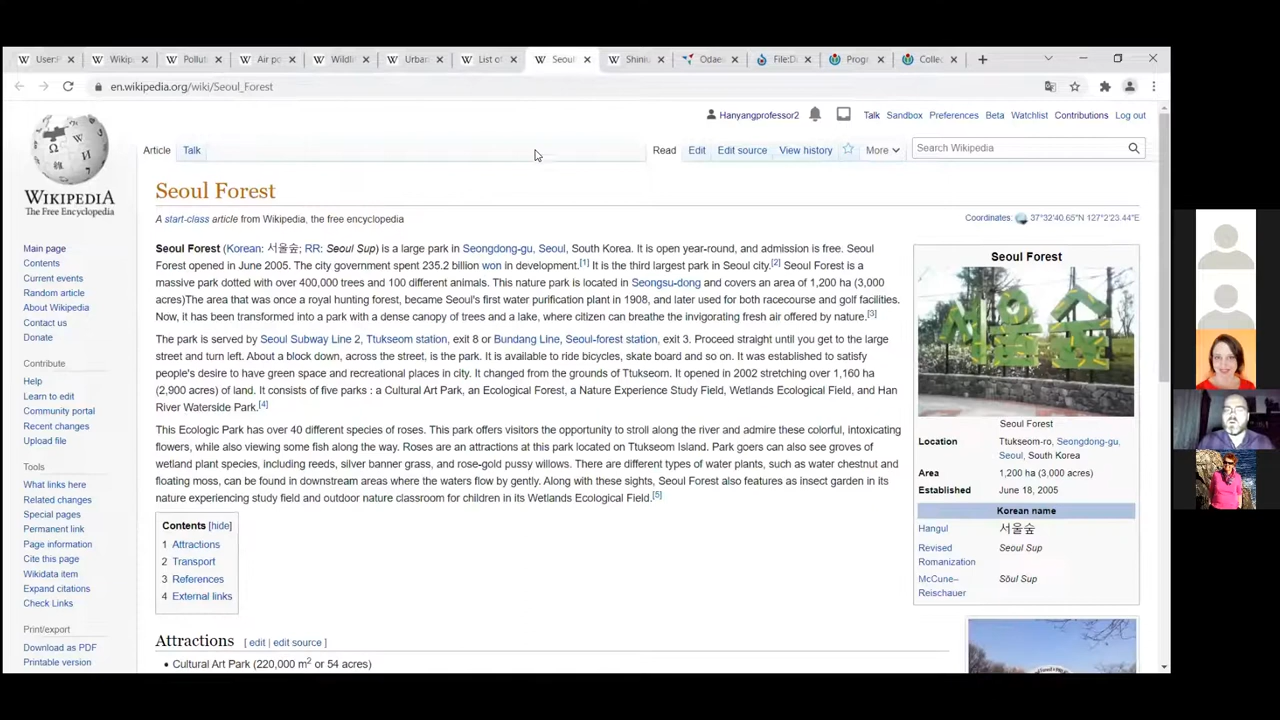 User:F
Wikip
Pollut
Air po
Wildli
Urban
List of
Seoul
Shinru
Odae
File:Da
Progr
Collec
en.wikipedia.org/wiki/Seoul_Forest
Hanyangprofessor2 Talk Sandbox Preferences Beta Watchlist Contributions Log out
Article Talk Read Edit Edit source View history More Search Wikipedia
WIKIPEDIA
The Free Encyclopedia
Main page
Contents
Current events
Random article
About Wikipedia
Contact us
Donate
Contribute
Help
Learn to edit
Community portal
Recent changes
Upload file
Tools
What links here
Related changes
Special pages
Permanent link
Page information
Cite this page
Wikidata item
Expand citations
Check Links
Print/export
Download as PDF
Printable version
Seoul Forest
A start-class article from Wikipedia, the free encyclopedia
Coordinates: 37°32′40.65″N 127°2′23.44″E
Seoul Forest (Korean: 서울숲; RR: Seoul Sup) is a large park in Seongdong-gu, Seoul, South Korea. It is open year-round, and admission is free. Seoul
Forest opened in June 2005. The city government spent 235.2 billion won in development.[1] It is the third largest park in Seoul city.[2] Seoul Forest is a
massive park dotted with over 400,000 trees and 100 different animals. This nature park is located in Seongsu-dong and covers an area of 1,200 ha (3,000
acres)The area that was once a royal hunting forest, became Seoul's first water purification plant in 1908, and later used for both racecourse and golf facilities.
Now, it has been transformed into a park with a dense canopy of trees and a lake, where citizen can breathe the invigorating fresh air offered by nature.[3]
The park is served by Seoul Subway Line 2, Ttukseom station, exit 8 or Bundang Line, Seoul-forest station, exit 3. Proceed straight until you get to the large
street and turn left. About a block down, across the street, is the park. It is available to ride bicycles, skate board and so on. It was established to satisfy
people's desire to have green space and recreational places in city. It changed from the grounds of Ttukseom. It opened in 2002 stretching over 1,160 ha
(2,900 acres) of land. It consists of five parks : a Cultural Art Park, an Ecological Forest, a Nature Experience Study Field, Wetlands Ecological Field, and Han
River Waterside Park.[4]
This Ecologic Park has over 40 different species of roses. This park offers visitors the opportunity to stroll along the river and admire these colorful, intoxicating
flowers, while also viewing some fish along the way. Roses are an attractions at this park located on Ttukseom Island. Park goers can also see groves of
wetland plant species, including reeds, silver banner grass, and rose-gold pussy willows. There are different types of water plants, such as water chestnut and
floating moss, can be found in downstream areas where the waters flow by gently. Along with these sights, Seoul Forest also features as insect garden in its
nature experiencing study field and outdoor nature classroom for children in its Wetlands Ecological Field.[5]
Contents [hide]
1 Attractions
2 Transport
3 References
4 External links
Attractions [ edit | edit source ]
• Cultural Art Park (220,000 m2 or 54 acres)
Seoul Forest
서울숲
Seoul Forest
Location Ttukseom-ro, Seongdong-gu,
Seoul, South Korea
Area 1,200 ha (3,000 acres)
Established June 18, 2005
Korean name
Hangul 서울숲
Revised Seoul Sup
Romanization
McCune– Sŏul Sup
Reischauer